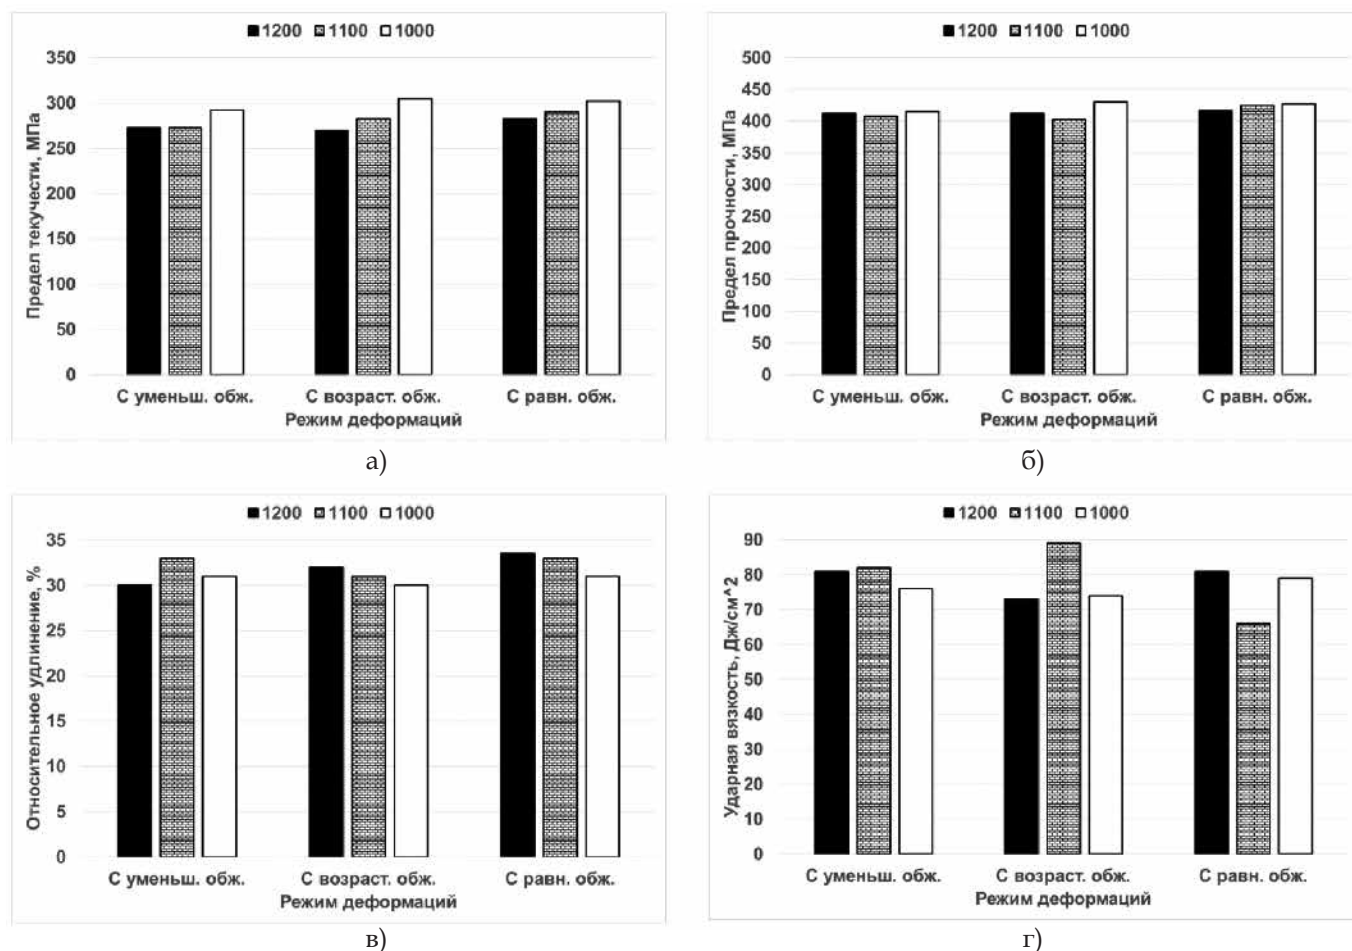 1200 1100 1000
350
300
250
200
150
100
50
0
Предел текучести, МПа
С уменьш. обж. С возраст. обж. С равн. обж.
Режим деформаций
а)
1200 1100 1000
500
450
400
350
300
250
200
150
100
50
0
Предел прочности, МПа
С уменьш. обж. С возраст. обж. С равн. обж.
Режим деформаций
б)
1200 1100 1000
35
30
25
20
15
10
5
0
Относительное удлинение, %
С уменьш. обж. С возраст. обж. С равн. обж.
Режим деформаций
в)
1200 1100 1000
90
80
70
60
50
40
30
20
10
0
Ударная вязкость, Дж/см^2
С уменьш. обж. С возраст. обж. С равн. обж.
Режим деформаций
г)